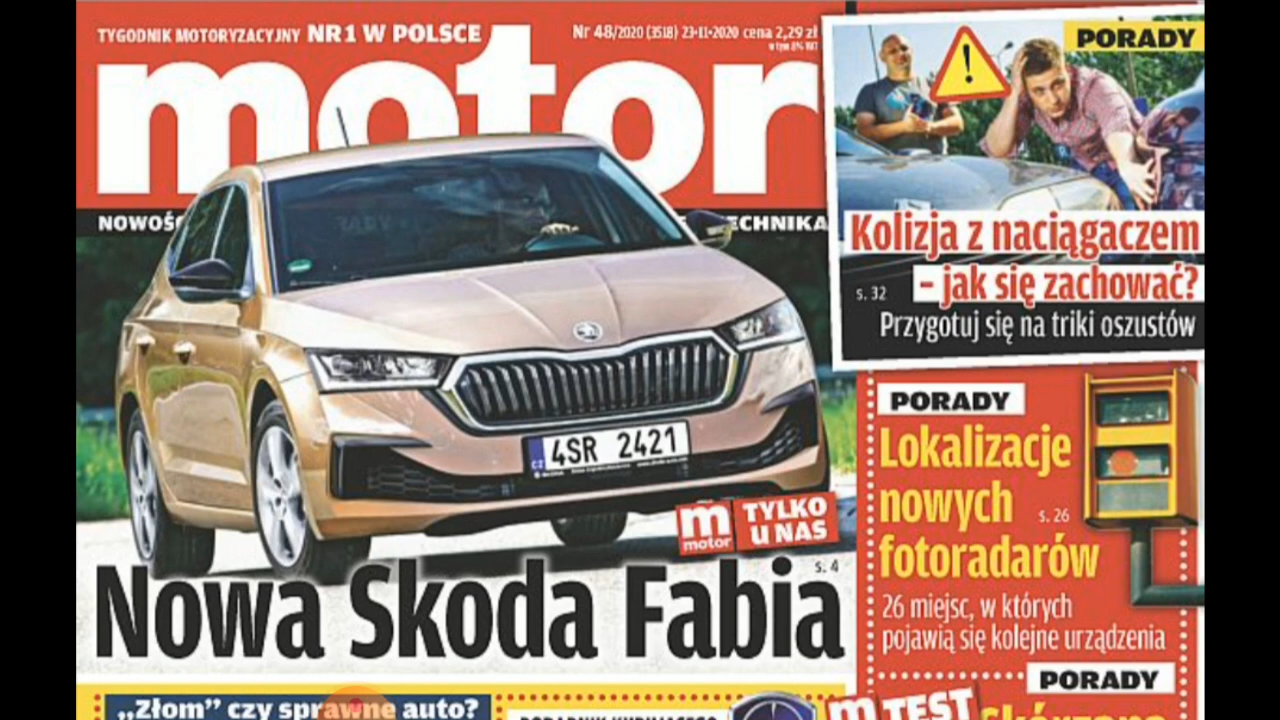 TYGODNIK MOTORYZACYJNY NR 1 W POLSCE
Nr 48/2020 (3518) 23•11•2020 cena 2,29 zł
w tym 8% VAT
motor
PORADY
Kolizja z naciągaczem
– jak się zachować?
s. 32
Przygotuj się na triki oszustów
4SR 2421
CZ
m motor TYLKO U NAS
s. 4
Nowa Skoda Fabia
PORADY
Lokalizacje
nowych
s. 26
fotoradarów
26 miejsc, w których
pojawią się kolejne urządzenia
PORADY
„Złom” czy sprawne auto?
m TEST